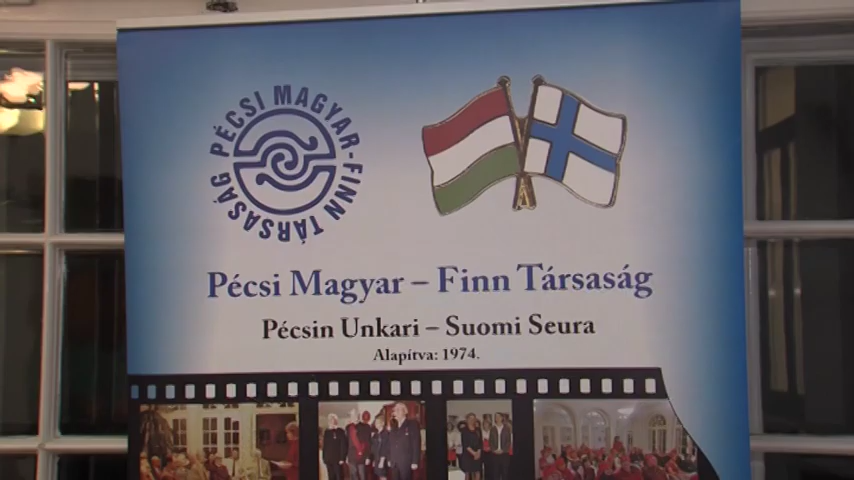 PÉCSI MAGYAR-FINN TÁRSASÁG
Pécsi Magyar – Finn Társaság
Pécsin Unkari – Suomi Seura
Alapítva: 1974.